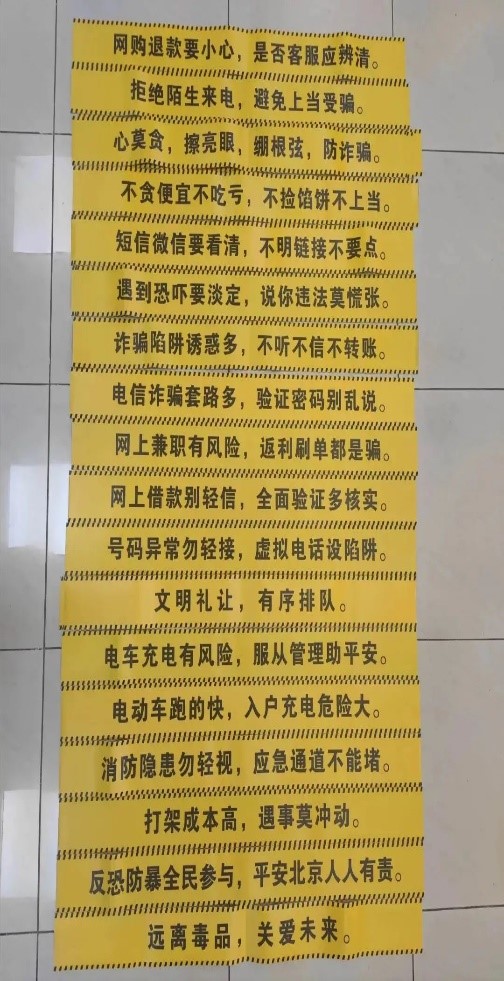 网购退款要小心，是否客服应辨清。
拒绝陌生来电，避免上当受骗。
心莫贪，擦亮眼，绷根弦，防诈骗。
不贪便宜不吃亏，不捡馅饼不上当。
短信微信要看清，不明链接不要点。
遇到恐吓要淡定，说你违法莫慌张。
诈骗陷阱诱惑多，不听不信不转账。
电信诈骗套路多，验证密码别乱说。
网上兼职有风险，返利刷单都是骗。
网上借款别轻信，全面验证多核实。
号码异常勿轻接，虚拟电话设陷阱。
文明礼让，有序排队。
电车充电有风险，服从管理助平安。
电动车跑的快，入户充电危险大。
消防隐患勿轻视，应急通道不能堵。
打架成本高，遇事莫冲动。
反恐防暴全民参与，平安北京人人有责。
远离毒品，关爱未来。